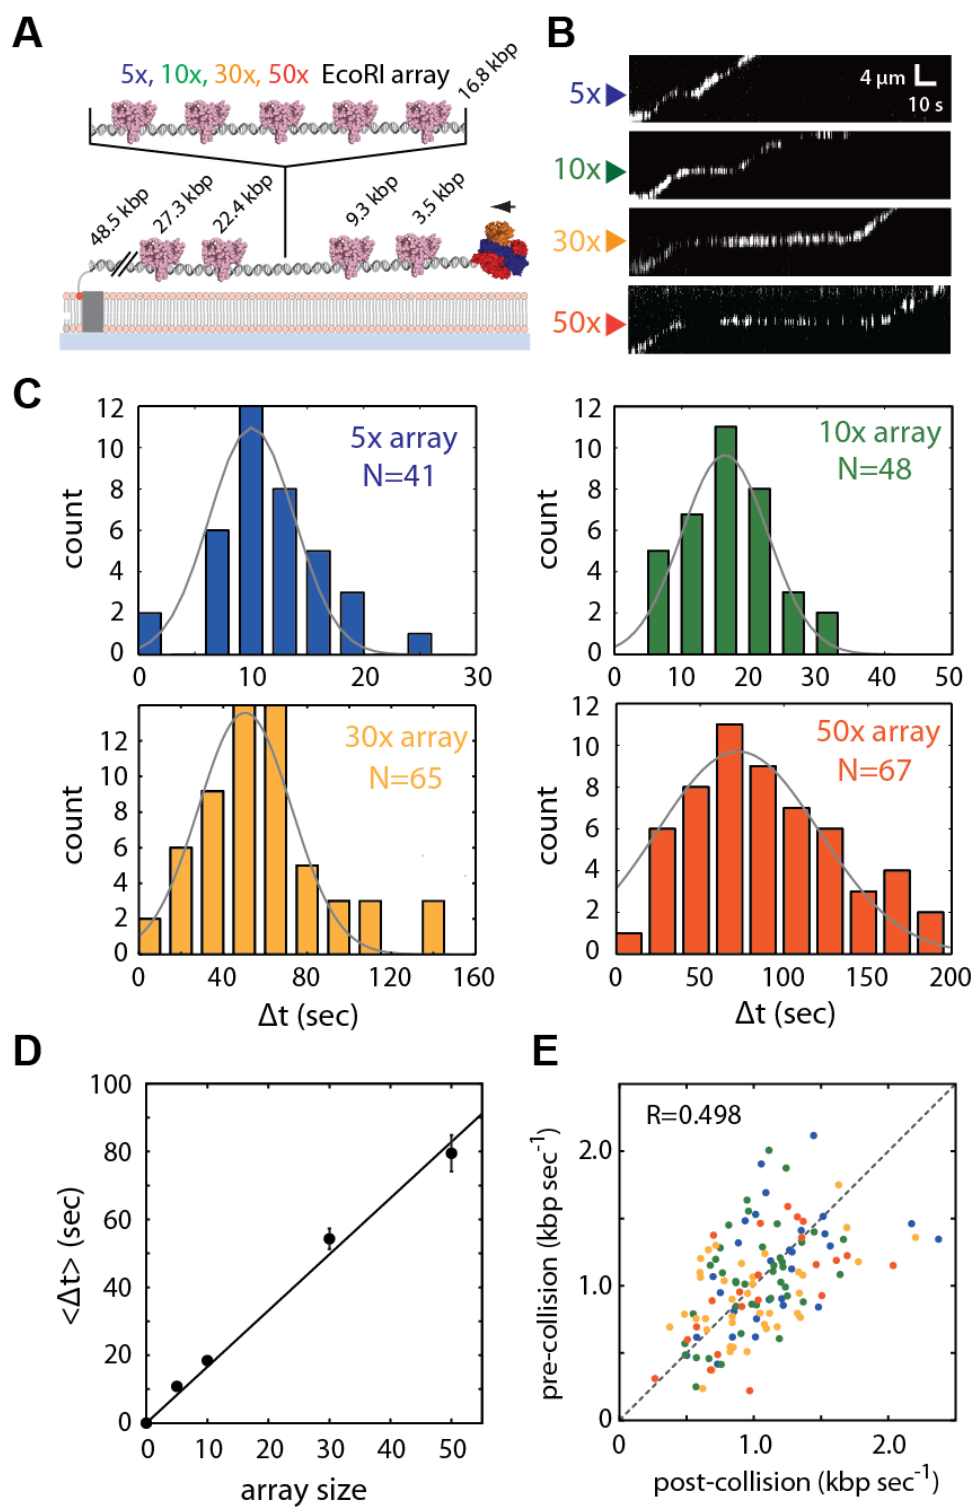 A
5x, 10x, 30x, 50x EcoRI array
16.8 kbp
48.5 kbp
27.3 kbp
22.4 kbp
9.3 kbp
3.5 kbp
B
5x
4 μm
10 s
10x
30x
50x
C
12
10
8
6
4
2
0
count
5x array
N=41
0 10 20 30
12
10
8
6
4
2
0
count
10x array
N=48
0 10 20 30 40 50
12
10
8
6
4
2
0
count
30x array
N=65
0 40 80 120 160
Δt (sec)
12
10
8
6
4
2
0
count
50x array
N=67
0 50 100 150 200
Δt (sec)
D
100
80
60
40
20
0
<Δt> (sec)
0 10 20 30 40 50
array size
E
R=0.498
2.0
1.0
0
pre-collision (kbp sec⁻¹)
0 1.0 2.0
post-collision (kbp sec⁻¹)